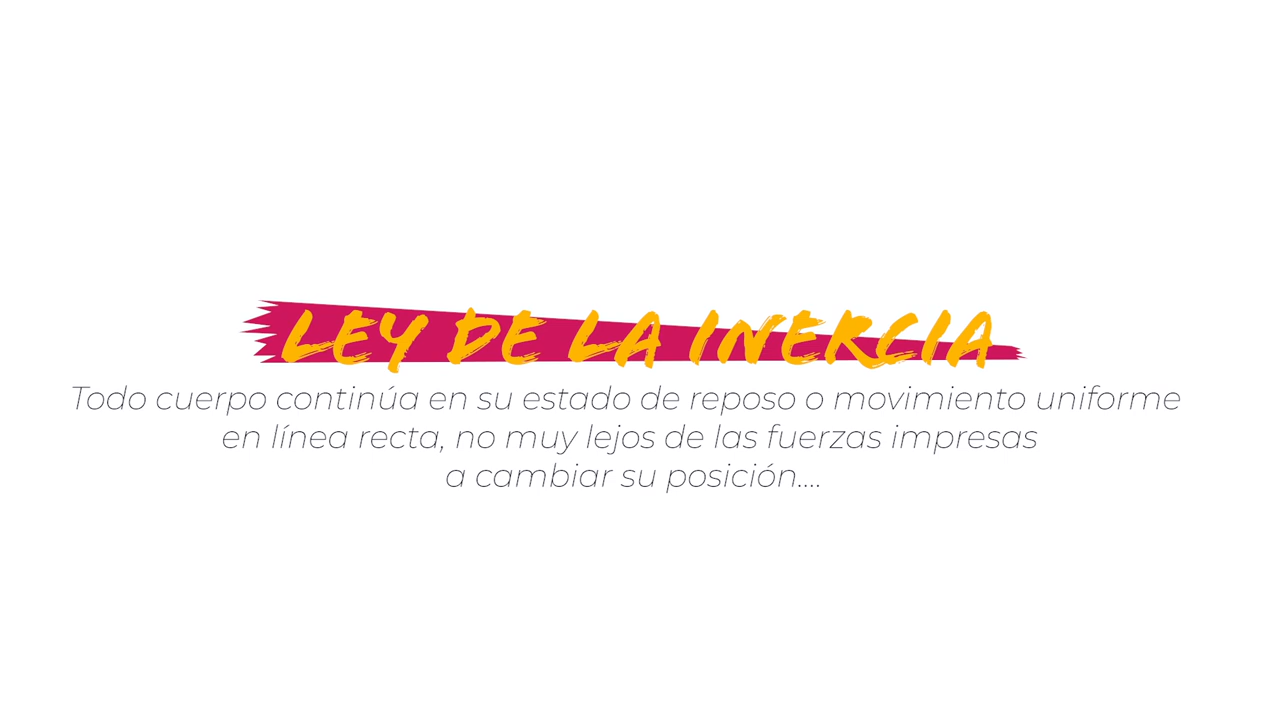 LEY DE LA INERCIA
Todo cuerpo continúa en su estado de reposo o movimiento uniforme
en línea recta, no muy lejos de las fuerzas impresas
a cambiar su posición....